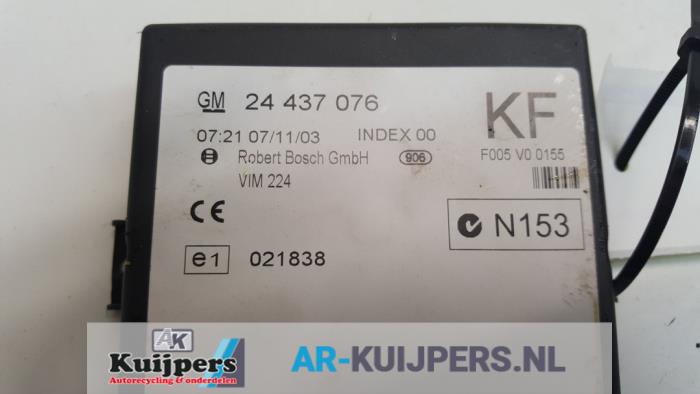 GM 24 437 076 KF
07:21 07/11/03 INDEX 00 F005 V0 0155
Robert Bosch GmbH 906
VIM 224
CE N153
e1 021838
AK
Kuijpers
Autorecycling & onderdelen
AR-KUIJPERS.NL